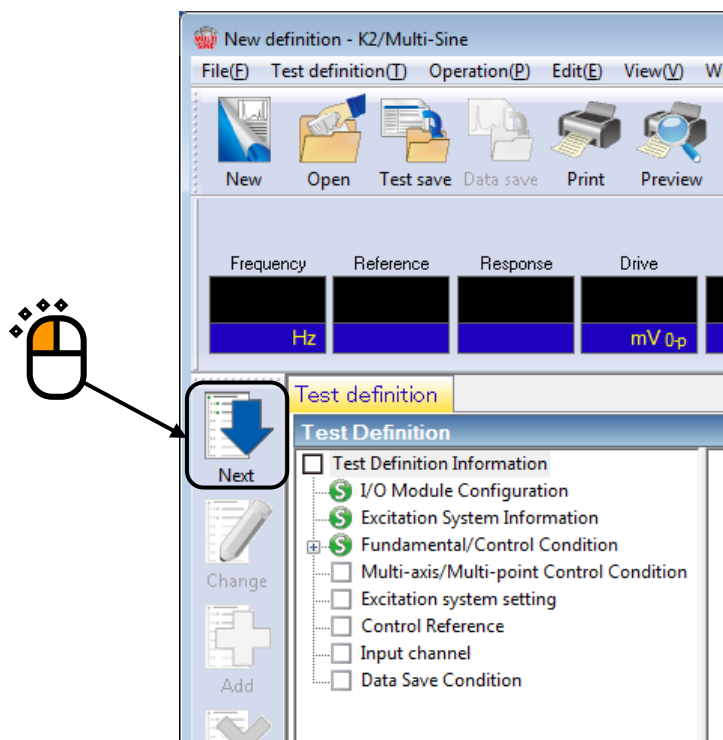 New definition - K2/Multi-Sine
File(F) Test definition(T) Operation(P) Edit(E) View(V) W
New Open Test save Data save Print Preview
Frequency Reference Response Drive
Hz mV 0-p
Test definition
Test Definition
Next
Test Definition Information
S I/O Module Configuration
S Excitation System Information
S Fundamental/Control Condition
Multi-axis/Multi-point Control Condition
Excitation system setting
Control Reference
Input channel
Data Save Condition
Change
Add